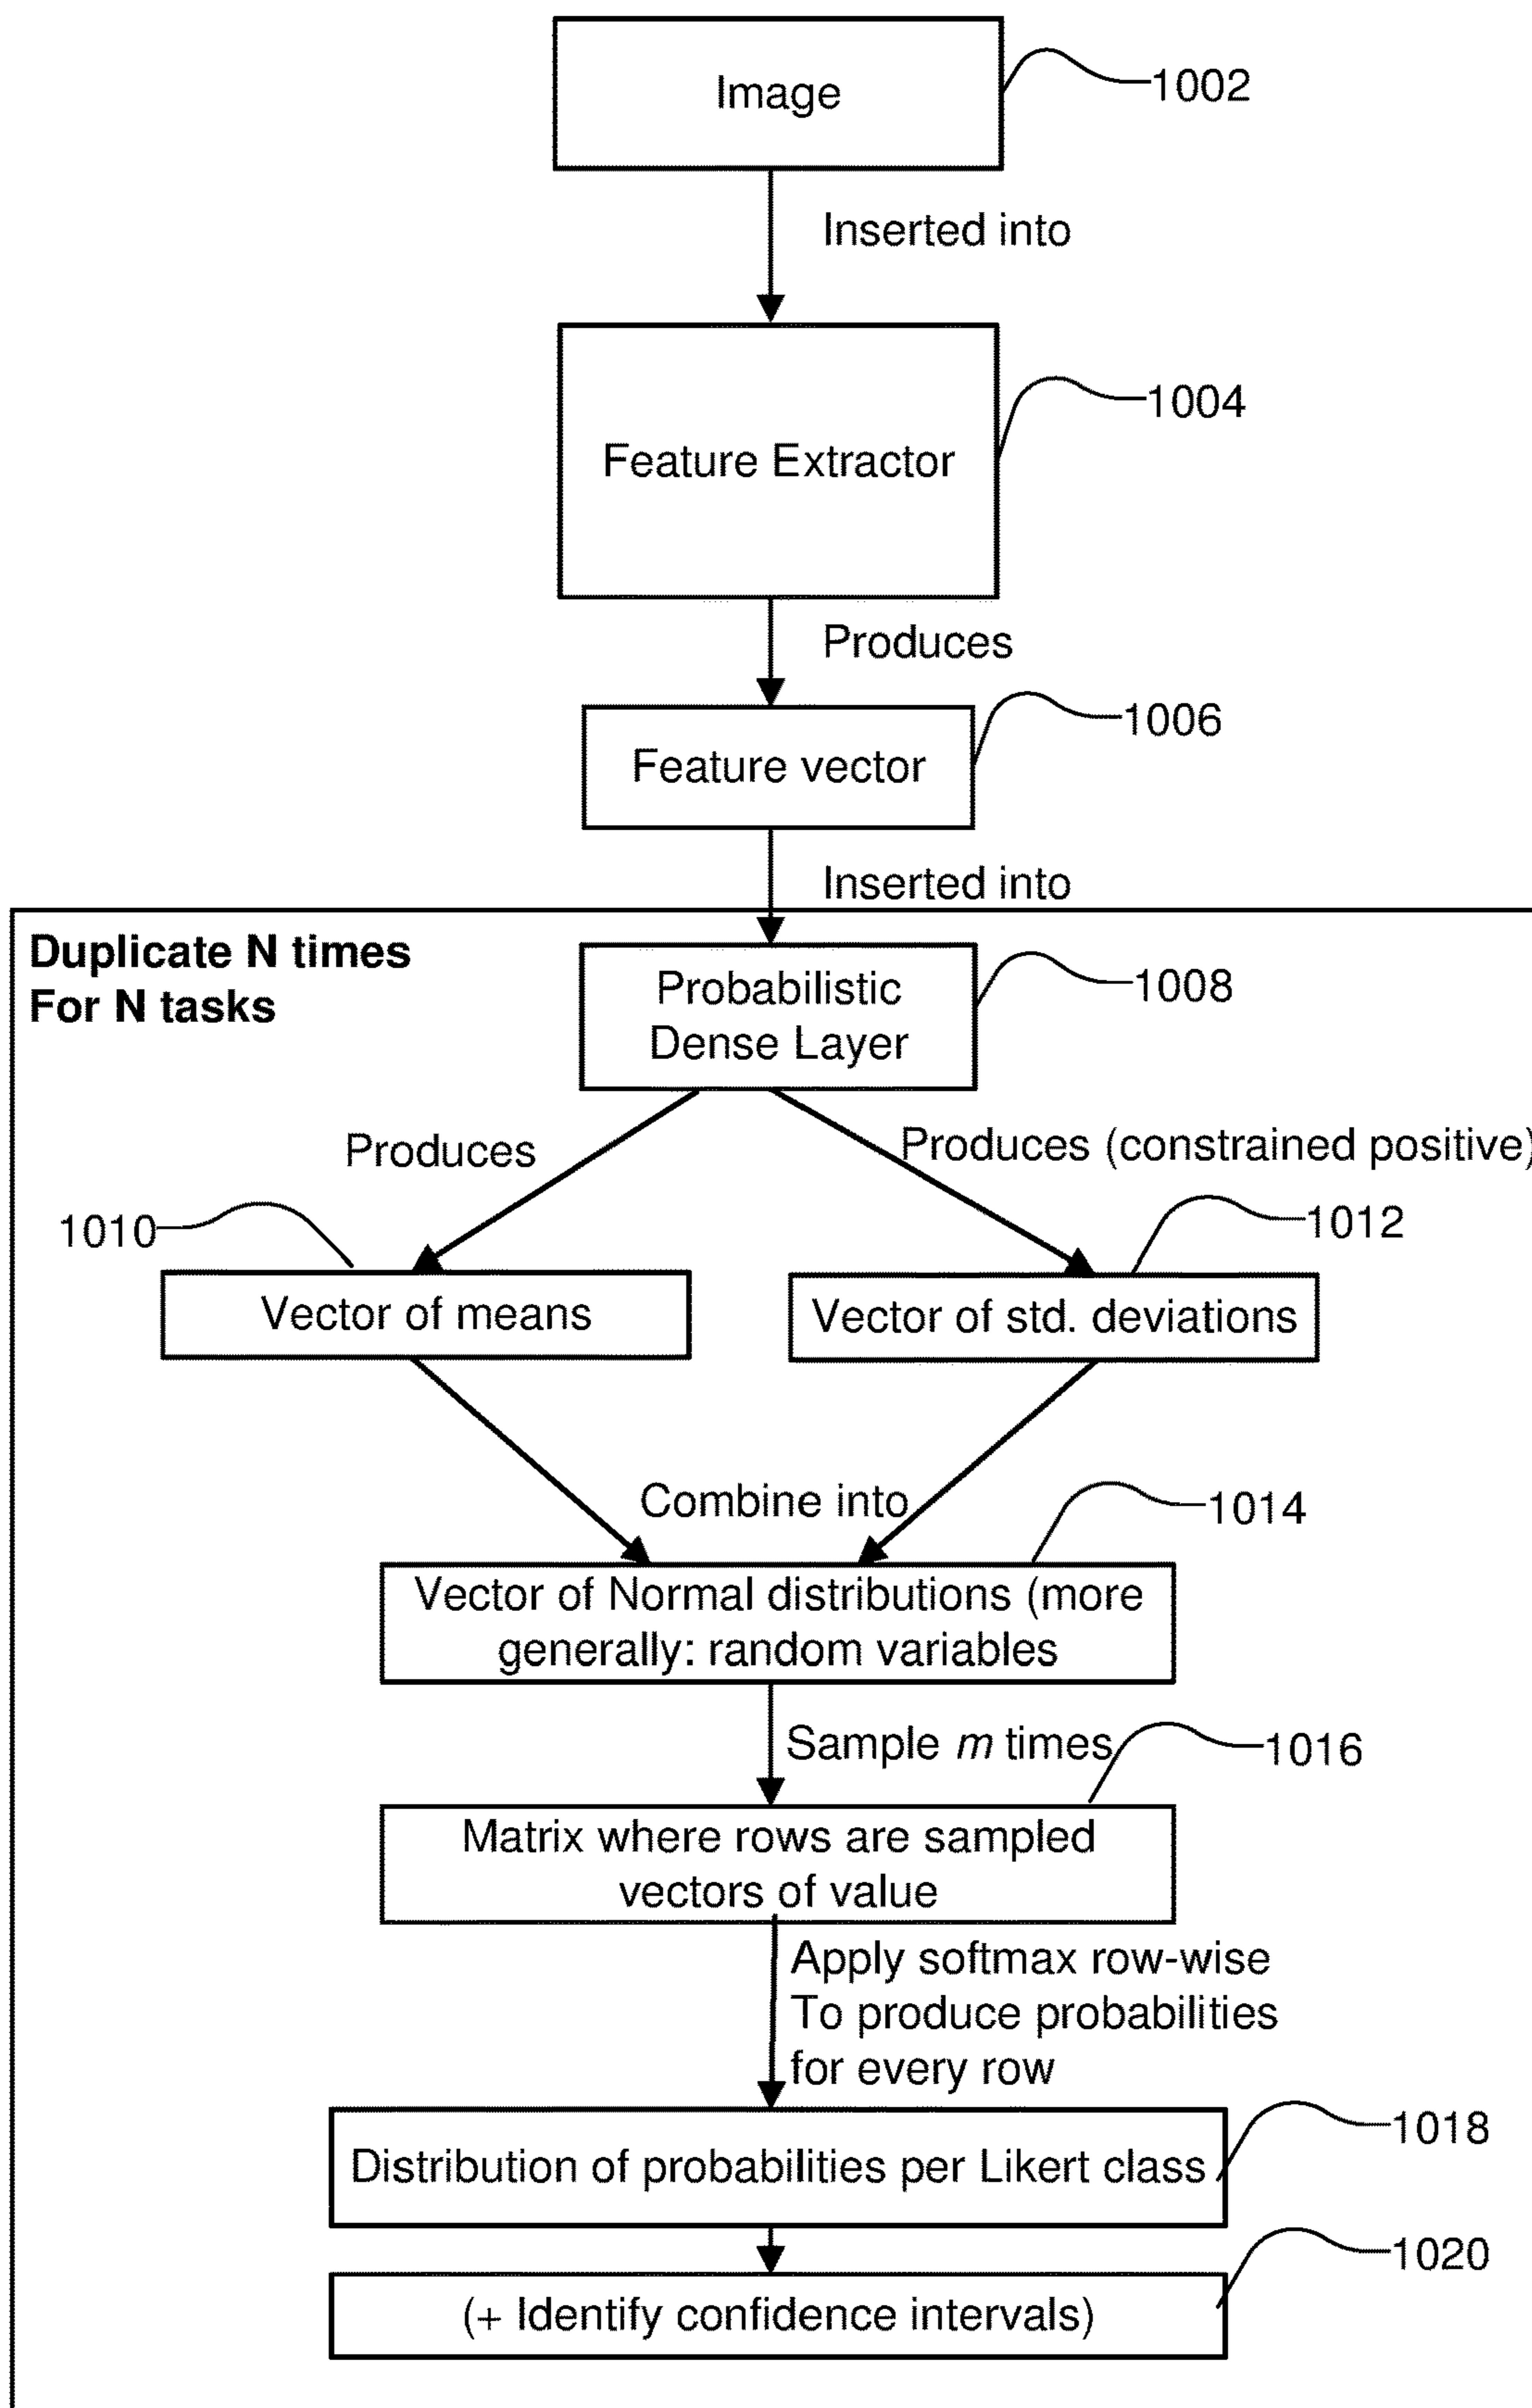 Image
1002
Inserted into
Feature Extractor
1004
Produces
Feature vector
1006
Inserted into
Duplicate N times
For N tasks
Probabilistic
Dense Layer
1008
Produces
Produces (constrained positive)
1010
1012
Vector of means
Vector of std. deviations
Combine into
1014
Vector of Normal distributions (more
generally: random variables
Sample m times
1016
Matrix where rows are sampled
vectors of value
Apply softmax row-wise
To produce probabilities
for every row
1018
Distribution of probabilities per Likert class
1020
(+ Identify confidence intervals)